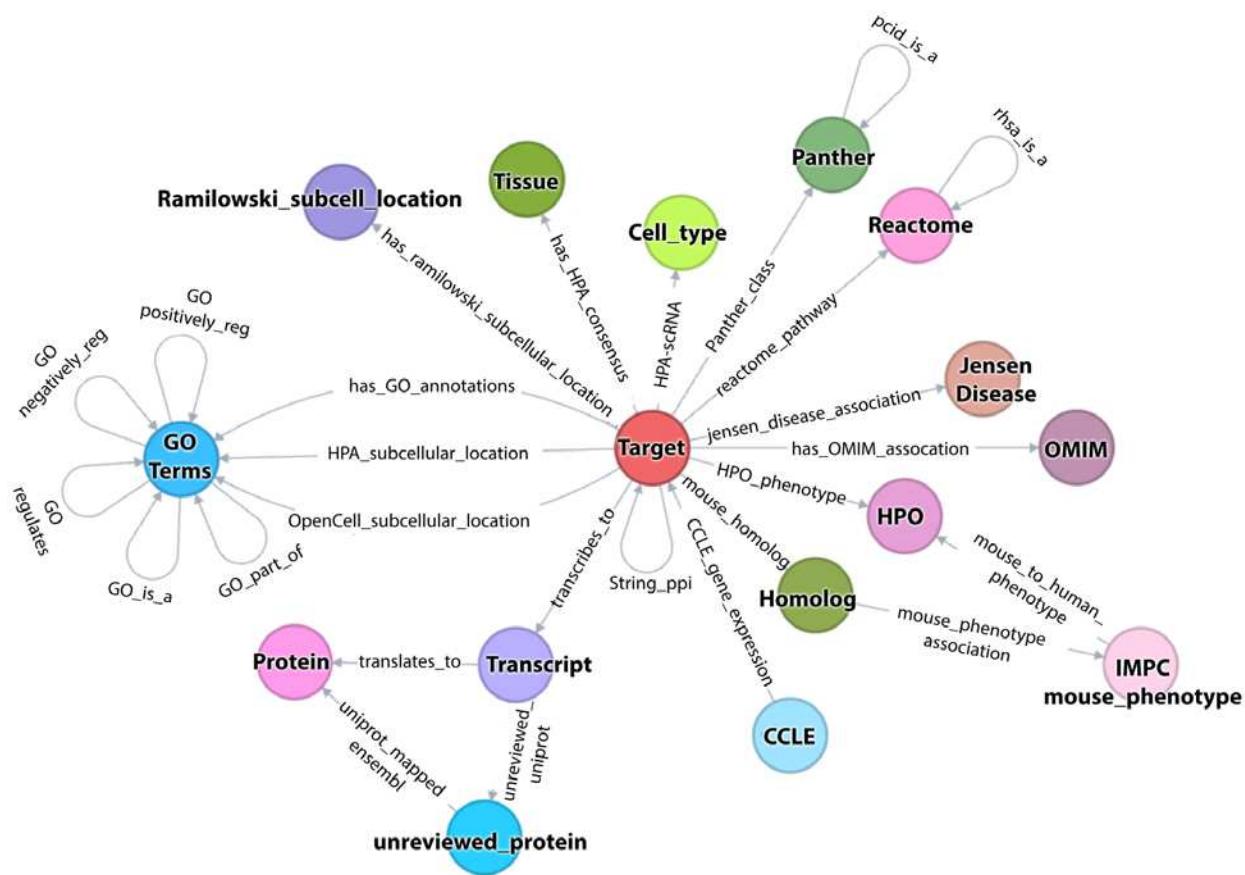 pcid_is_a
rhsa_is_a
Panther
Tissue
Ramilowski_subcell_location
Cell_type
Reactome
has_ramilowski_subcellular_location
has_HPA_consensus
HPA-scRNA
Panther_class
reactome_pathway
GO
positively_reg
GO
negatively_reg
has_GO_annotations
Jensen
Disease
jensen_disease_association
GO
Terms
HPA_subcellular_location
Target
has_OMIM_assocation
OMIM
GO
regulates
OpenCell_subcellular_location
HPO_phenotype
HPO
GO_is_a
GO_part_of
transcribes_to
String_ppi
CCLE_gene_expression
mouse_homolog
mouse_to_human_
phenotype
Homolog
mouse_phenotype
association
Protein
translates_to
Transcript
IMPC
mouse_phenotype
uniprot_mapped
ensembl
unreviewed_
uniprot
CCLE
unreviewed_protein